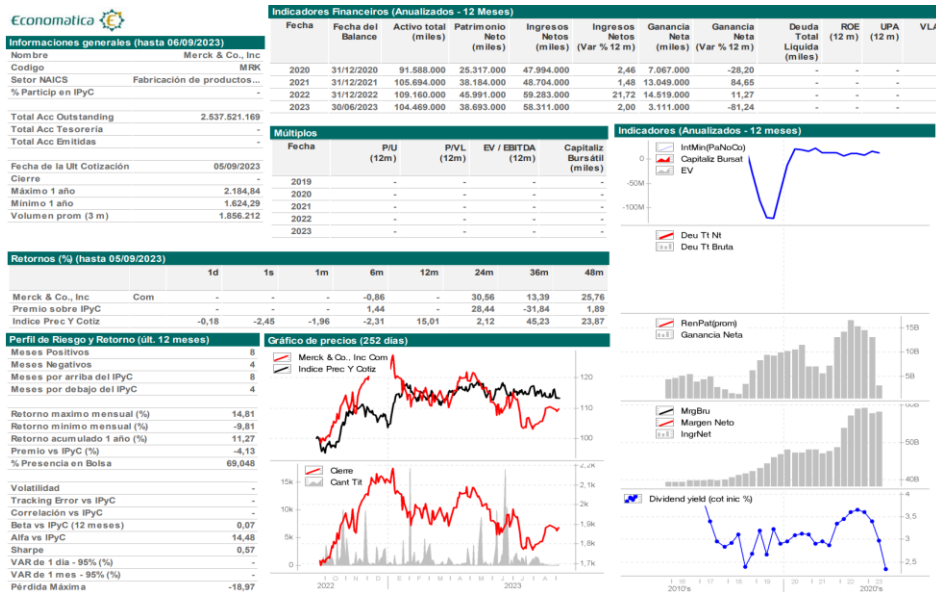 Economatica
Informaciones generales (hasta 06/09/2023)
Nombre Merck & Co., Inc
Codigo MRK
Setor NAICS Fabricación de productos...
% Particip en IPyC -
Total Acc Outstanding 2.537.521.169
Total Acc Tesoreria -
Total Acc Emitidas -
Fecha de la Ult Cotización 05/09/2023
Cierre -
Máximo 1 año 2.184,84
Minimo 1 año 1.624,29
Volumen prom (3 m) 1.856.212
Indicadores Financieros (Anualizados - 12 Meses)
Fecha Fecha del Balance Activo total (miles) Patrimonio Neto (miles) Ingresos Netos (miles) Ingresos Netos (Var % 12 m) Ganancia Neta (miles) Ganancia Neta (Var % 12 m) Deuda Total Liquida (miles) ROE (12 m) UPA (12 m) VLA
2020 31/12/2020 91.588.000 25.317.000 47.994.000 2,46 7.067.000 -28,20 - - -
2021 31/12/2021 105.694.000 38.184.000 48.704.000 1,48 13.049.000 84,65 - - -
2022 31/12/2022 109.160.000 45.991.000 59.283.000 21,72 14.519.000 11,27 - - -
2023 30/06/2023 104.469.000 38.693.000 58.311.000 2,00 3.111.000 -81,24 - - -
Múltiplos
Fecha P/U (12m) P/VL (12m) EV / EBITDA (12m) Capitaliz Bursátil (miles)
2019 - - - -
2020 - - - -
2021 - - - -
2022 - - - -
2023 - - - -
Indicadores (Anualizados - 12 meses)
IntMin(PaNoCo)
Capitaliz Bursat
EV
0
-50M
-100M
Deu Tt Nt
Deu Tt Bruta
RenPat(prom)
Ganancia Neta
15B
10B
5B
MrgBru
Margen Neto
IngrNet
50B
40B
Dividend yield (cot inic %)
4
3,5
3
2,5
16 17 18 19 20 21 22 23
2010's 2020's
Retornos (%) (hasta 05/09/2023)
1d 1s 1m 6m 12m 24m 36m 48m
Merck & Co., Inc Com - - - -0,86 - 30,56 13,39 25,76
Premio sobre IPyC - - - 1,44 - 28,44 -31,84 1,89
Indice Prec Y Cotiz -0,18 -2,45 -1,96 -2,31 15,01 2,12 45,23 23,87
Perfil de Riesgo y Retorno (últ. 12 meses)
Meses Positivos 8
Meses Negativos 4
Meses por arriba del IPyC 8
Meses por debajo del IPyC 4
Retorno maximo mensual (%) 14,81
Retorno minimo mensual (%) -9,81
Retorno acumulado 1 año (%) 11,27
Premio vs IPyC (%) -4,13
% Presencia en Bolsa 69,048
Volatilidad -
Tracking Error vs IPyC -
Correlación vs IPyC -
Beta vs IPyC (12 meses) 0,07
Alfa vs IPyC 14,48
Sharpe 0,57
VAR de 1 dia - 95% (%) -
VAR de 1 mes - 95% (%) -
Pérdida Máxima -18,97
Gráfico de precios (252 dias)
Merck & Co., Inc Com
Indice Prec Y Cotiz
120
110
100
Cierre
Cant Tit
15k
10k
5k
0
2,2k
2,1k
2k
1,9k
1,8k
1,7k
O N D E F M A M J J A S
2022 2023